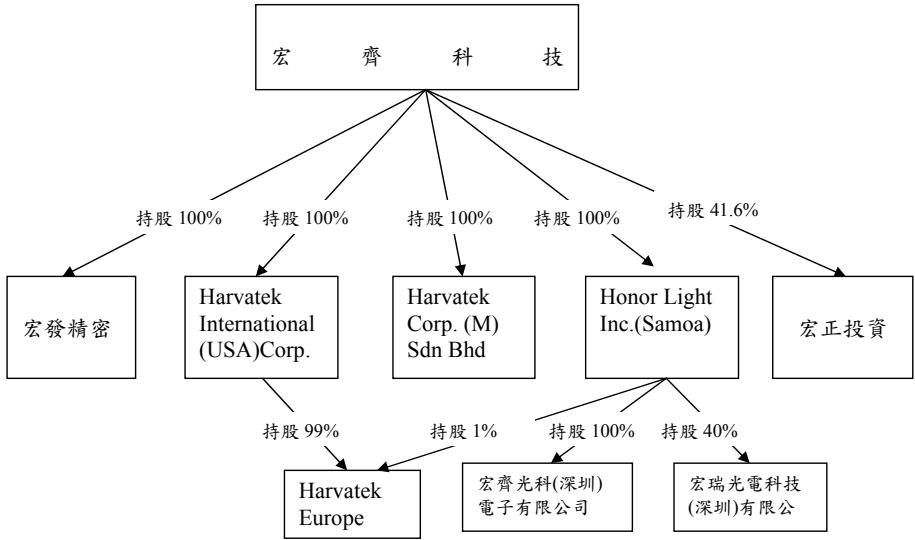 宏齊科技
持股 100%
持股 100%
持股 100%
持股 100%
持股 41.6%
宏發精密
Harvatek
International
(USA)Corp.
Harvatek
Corp. (M)
Sdn Bhd
Honor Light
Inc.(Samoa)
宏正投資
持股 99%
持股 1%
持股 100%
持股 40%
Harvatek
Europe
宏齊光科(深圳)
電子有限公司
宏瑞光電科技
(深圳)有限公